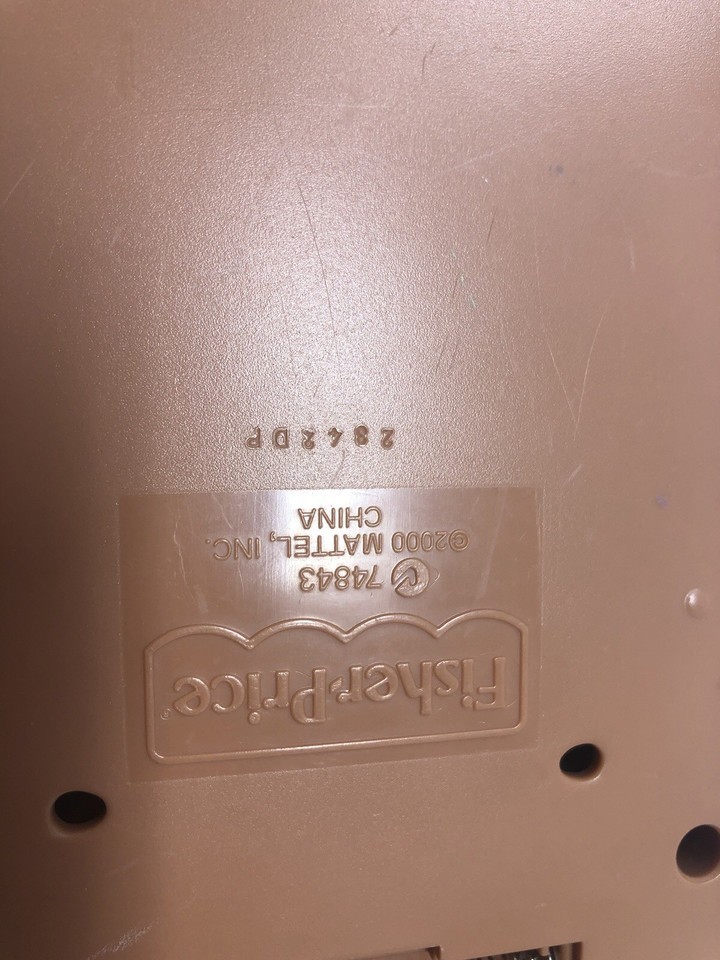 Fisher-Price
74843
©2000 MATTEL, INC.
CHINA
2842DP